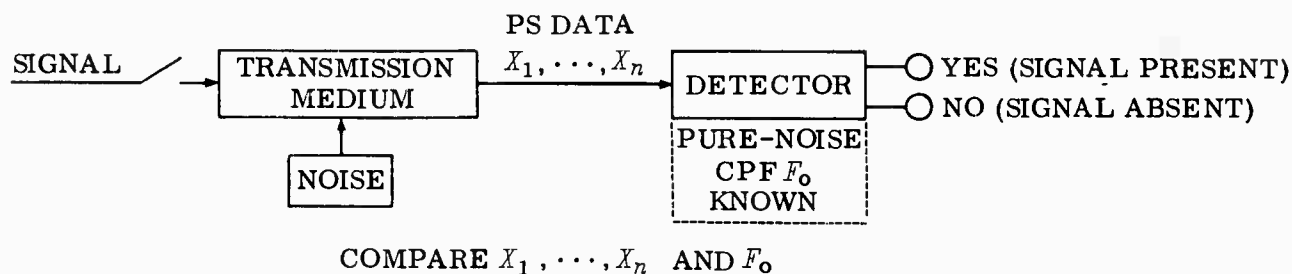 PS DATA
SIGNAL
TRANSMISSION MEDIUM
X₁, · · ·, Xₙ
DETECTOR
YES (SIGNAL PRESENT)
NO (SIGNAL ABSENT)
NOISE
PURE-NOISE
CPF F₀
KNOWN
COMPARE X₁, · · ·, Xₙ AND F₀